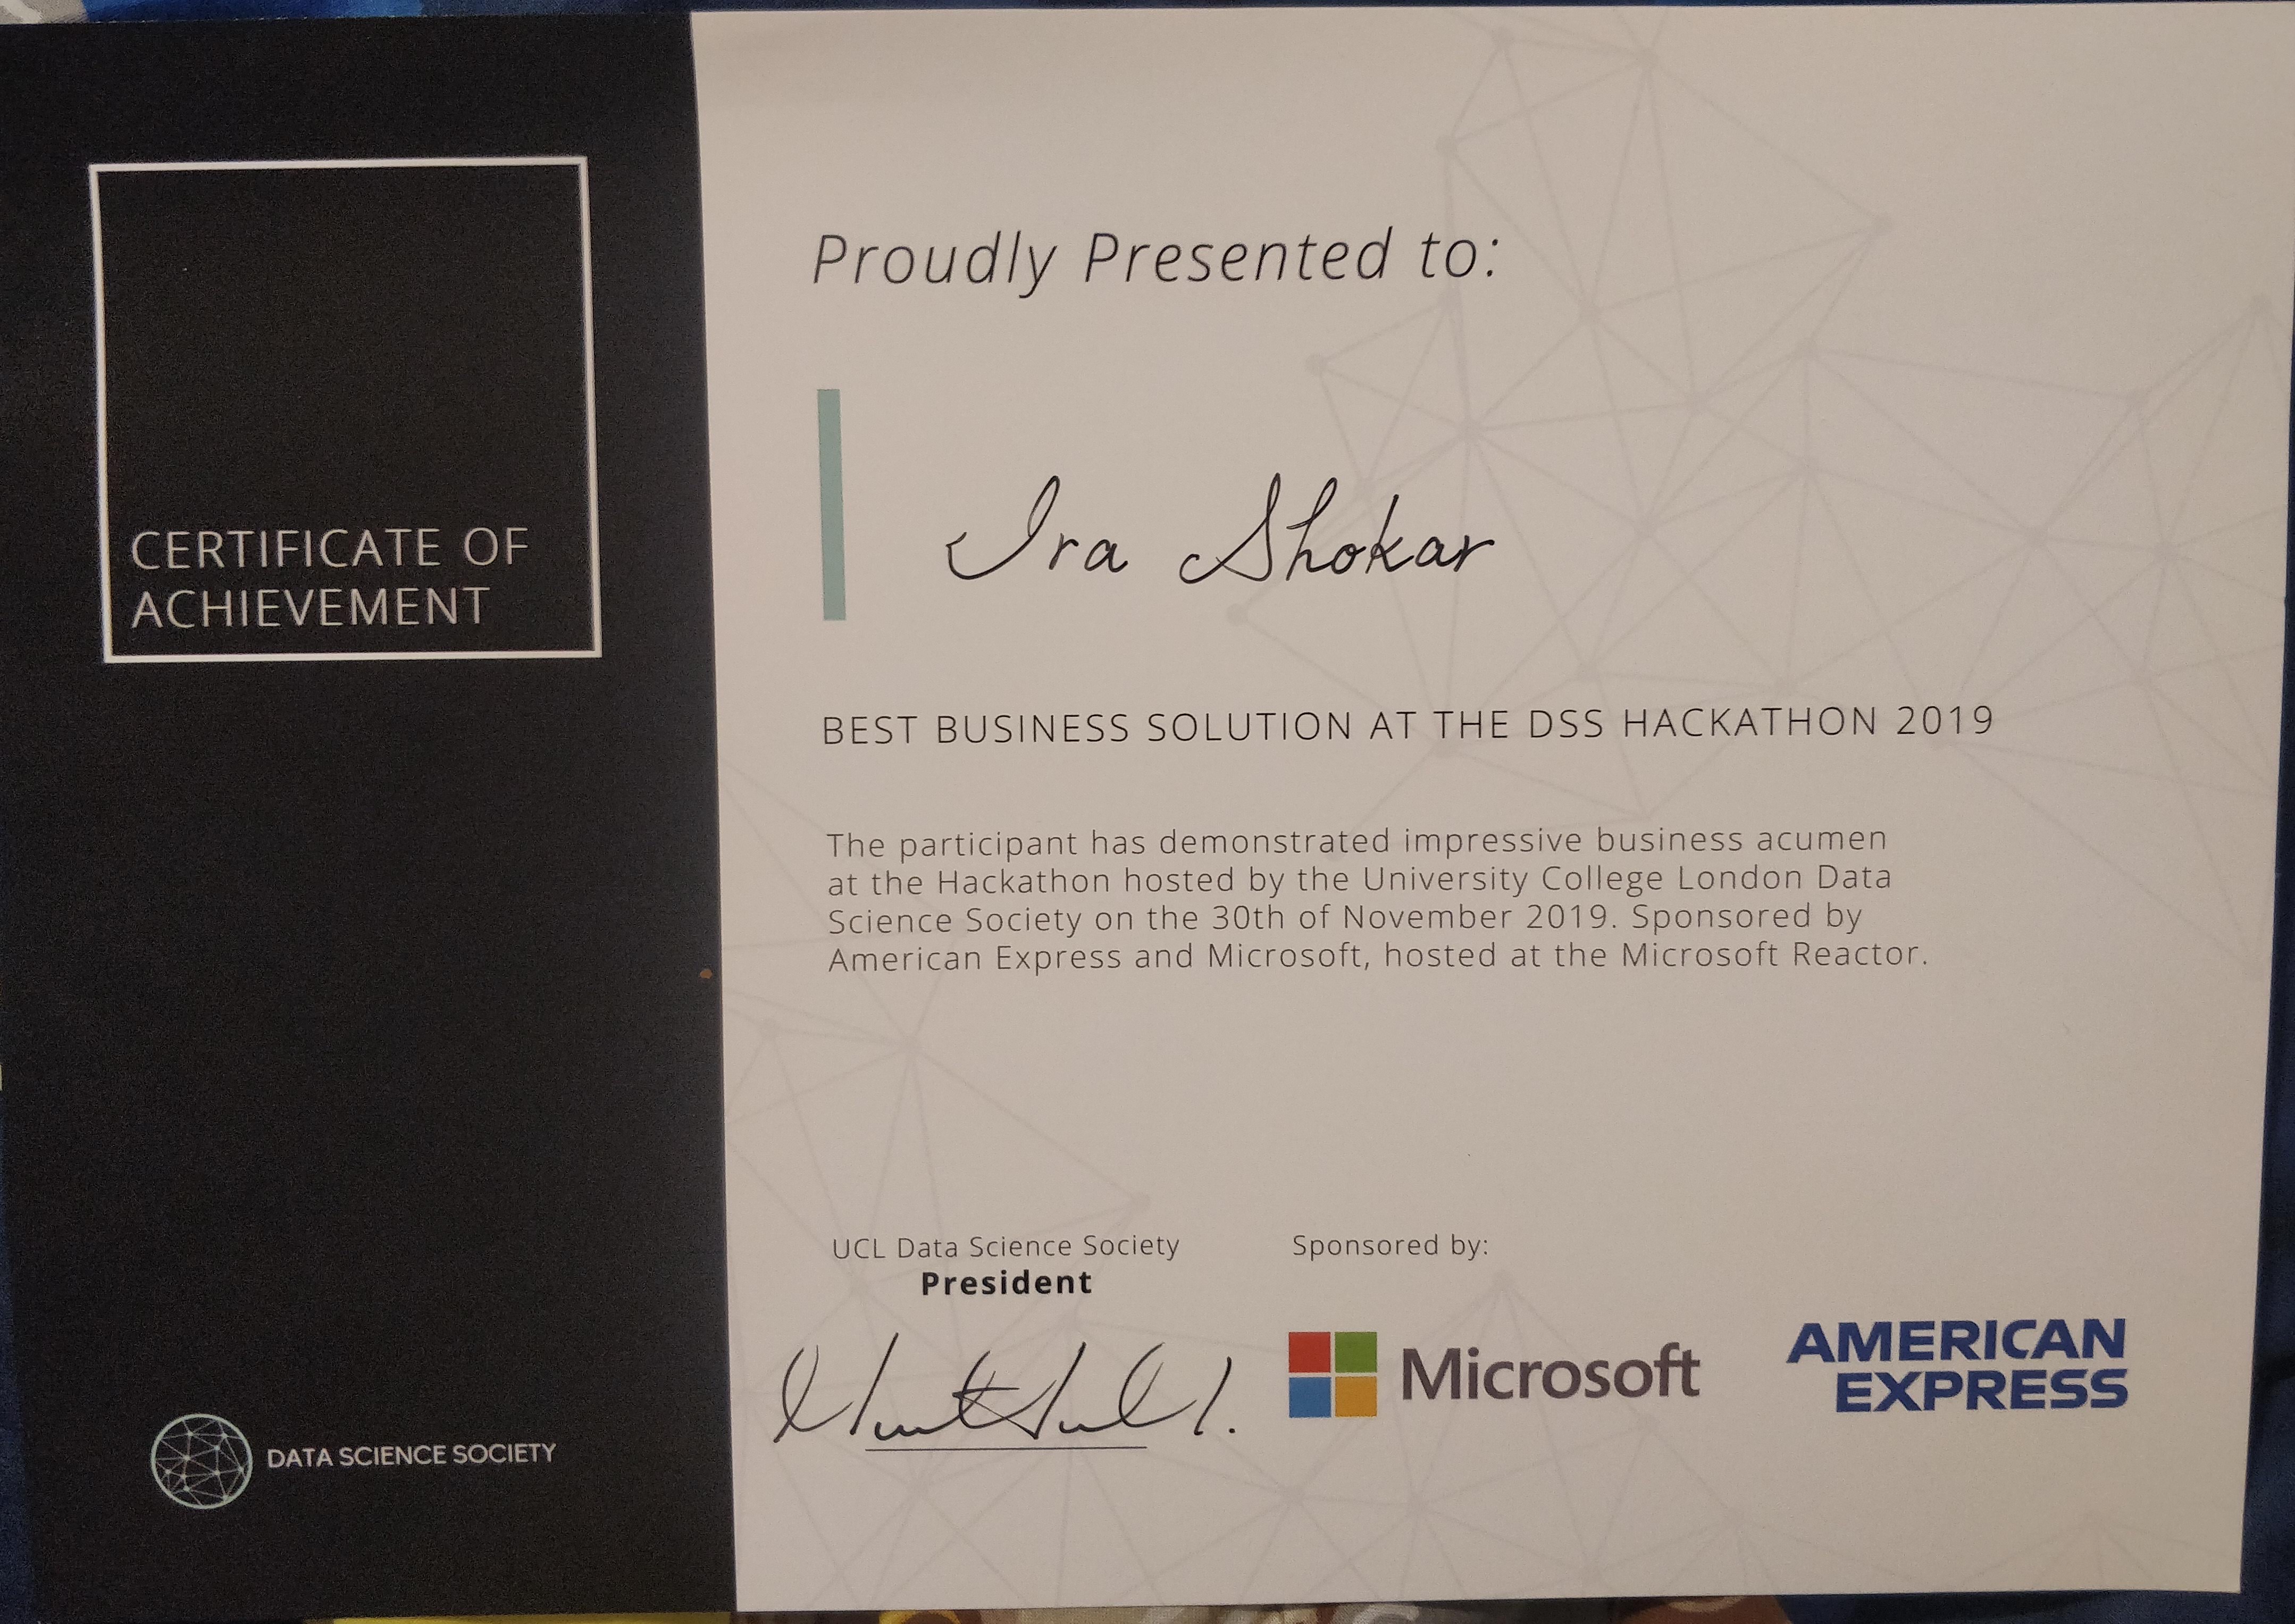 CERTIFICATE OF
ACHIEVEMENT
Proudly Presented to:
Ira Shokar
BEST BUSINESS SOLUTION AT THE DSS HACKATHON 2019
The participant has demonstrated impressive business acumen
at the Hackathon hosted by the University College London Data
Science Society on the 30th of November 2019. Sponsored by
American Express and Microsoft, hosted at the Microsoft Reactor.
UCL Data Science Society
President
Sponsored by:
Microsoft
AMERICAN
EXPRESS
DATA SCIENCE SOCIETY